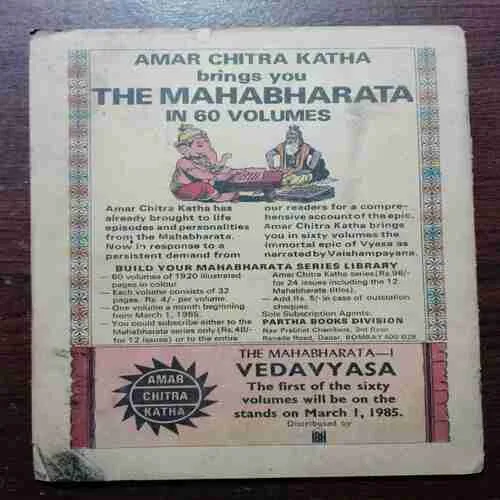 AMAR CHITRA KATHA
brings you
THE MAHABHARATA
IN 60 VOLUMES
Amar Chitra Katha has
already brought to life
episodes and personalities
from the Mahabharata.
Now in response to a
persistent demand from
our readers for a compre-
hensive account of the epic,
Amar Chitra Katha brings
you in sixty volumes the
immortal epic of Vyasa as
narrated by Vaishampayana.
BUILD YOUR MAHABHARATA SERIES LIBRARY
— 60 volumes of 1920 illustrated
pages in colour.
— Each volume consists of 32
pages. Rs. 4/- per volume.
— One volume a month beginning
from March 1, 1985.
— You could subscribe either to the
Mahabharata series only (Rs.48/-
for 12 issues) or to the entire
Amar Chitra Katha series (Rs.96/-
for 24 issues including the 12
Mahabharata titles).
— Add Rs. 5/- in case of outstation
cheques.
Sole Subscription Agents:
PARTHA BOOKS DIVISION
Nav Prabhat Chambers, 3rd floor
Ranade Road, Dadar, BOMBAY 400 028.
THE MAHABHARATA—1
VEDAVYASA
The first of the sixty
volumes will be on the
stands on March 1, 1985.
Distributed by
IBH
AMAR
CHITRA
KATHA